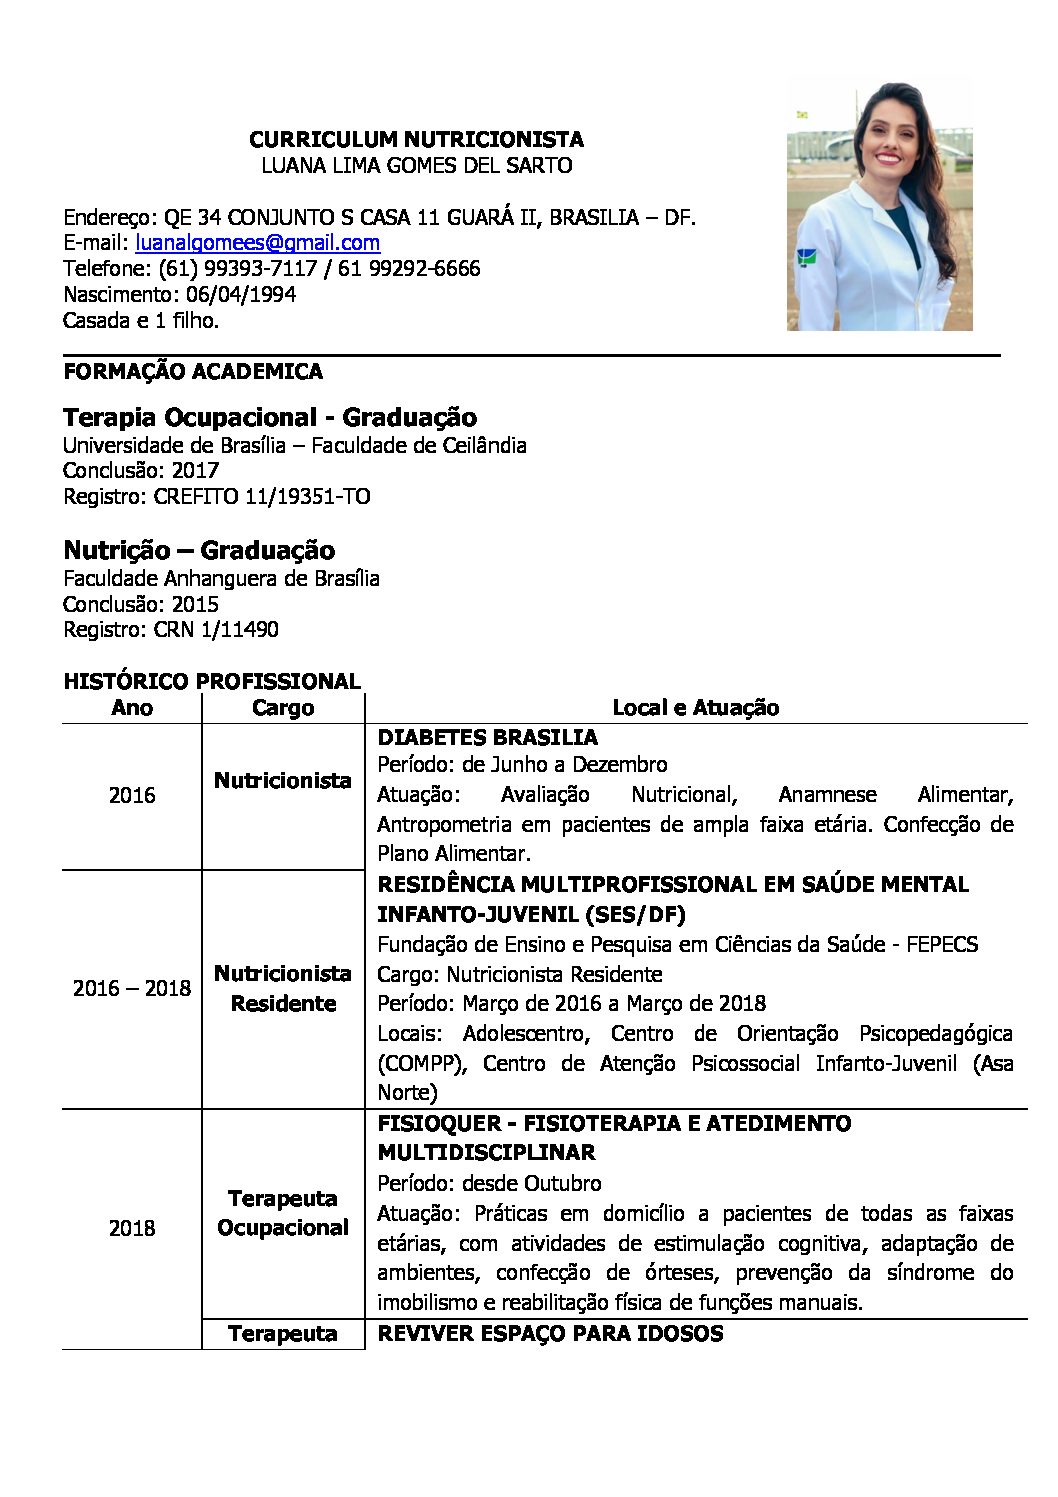 CURRICULUM NUTRICIONISTA
LUANA LIMA GOMES DEL SARTO
Endereço: QE 34 CONJUNTO S CASA 11 GUARÁ II, BRASILIA – DF.
E-mail: luanalgomees@gmail.com
Telefone: (61) 99393-7117 / 61 99292-6666
Nascimento: 06/04/1994
Casada e 1 filho.
FORMAÇÃO ACADEMICA
Terapia Ocupacional - Graduação
Universidade de Brasília – Faculdade de Ceilândia
Conclusão: 2017
Registro: CREFITO 11/19351-TO
Nutrição – Graduação
Faculdade Anhanguera de Brasília
Conclusão: 2015
Registro: CRN 1/11490
HISTÓRICO PROFISSIONAL
Ano Cargo Local e Atuação
2016
Nutricionista
DIABETES BRASILIA
Período: de Junho a Dezembro
Atuação: Avaliação Nutricional, Anamnese Alimentar,
Antropometria em pacientes de ampla faixa etária. Confecção de
Plano Alimentar.
2016 – 2018
Nutricionista
Residente
RESIDÊNCIA MULTIPROFISSIONAL EM SAÚDE MENTAL
INFANTO-JUVENIL (SES/DF)
Fundação de Ensino e Pesquisa em Ciências da Saúde - FEPECS
Cargo: Nutricionista Residente
Período: Março de 2016 a Março de 2018
Locais: Adolescentro, Centro de Orientação Psicopedagógica
(COMPP), Centro de Atenção Psicossocial Infanto-Juvenil (Asa
Norte)
2018
Terapeuta
Ocupacional
FISIOQUER - FISIOTERAPIA E ATEDIMENTO
MULTIDISCIPLINAR
Período: desde Outubro
Atuação: Práticas em domicílio a pacientes de todas as faixas
etárias, com atividades de estimulação cognitiva, adaptação de
ambientes, confecção de órteses, prevenção da síndrome do
imobilismo e reabilitação física de funções manuais.
Terapeuta
REVIVER ESPAÇO PARA IDOSOS